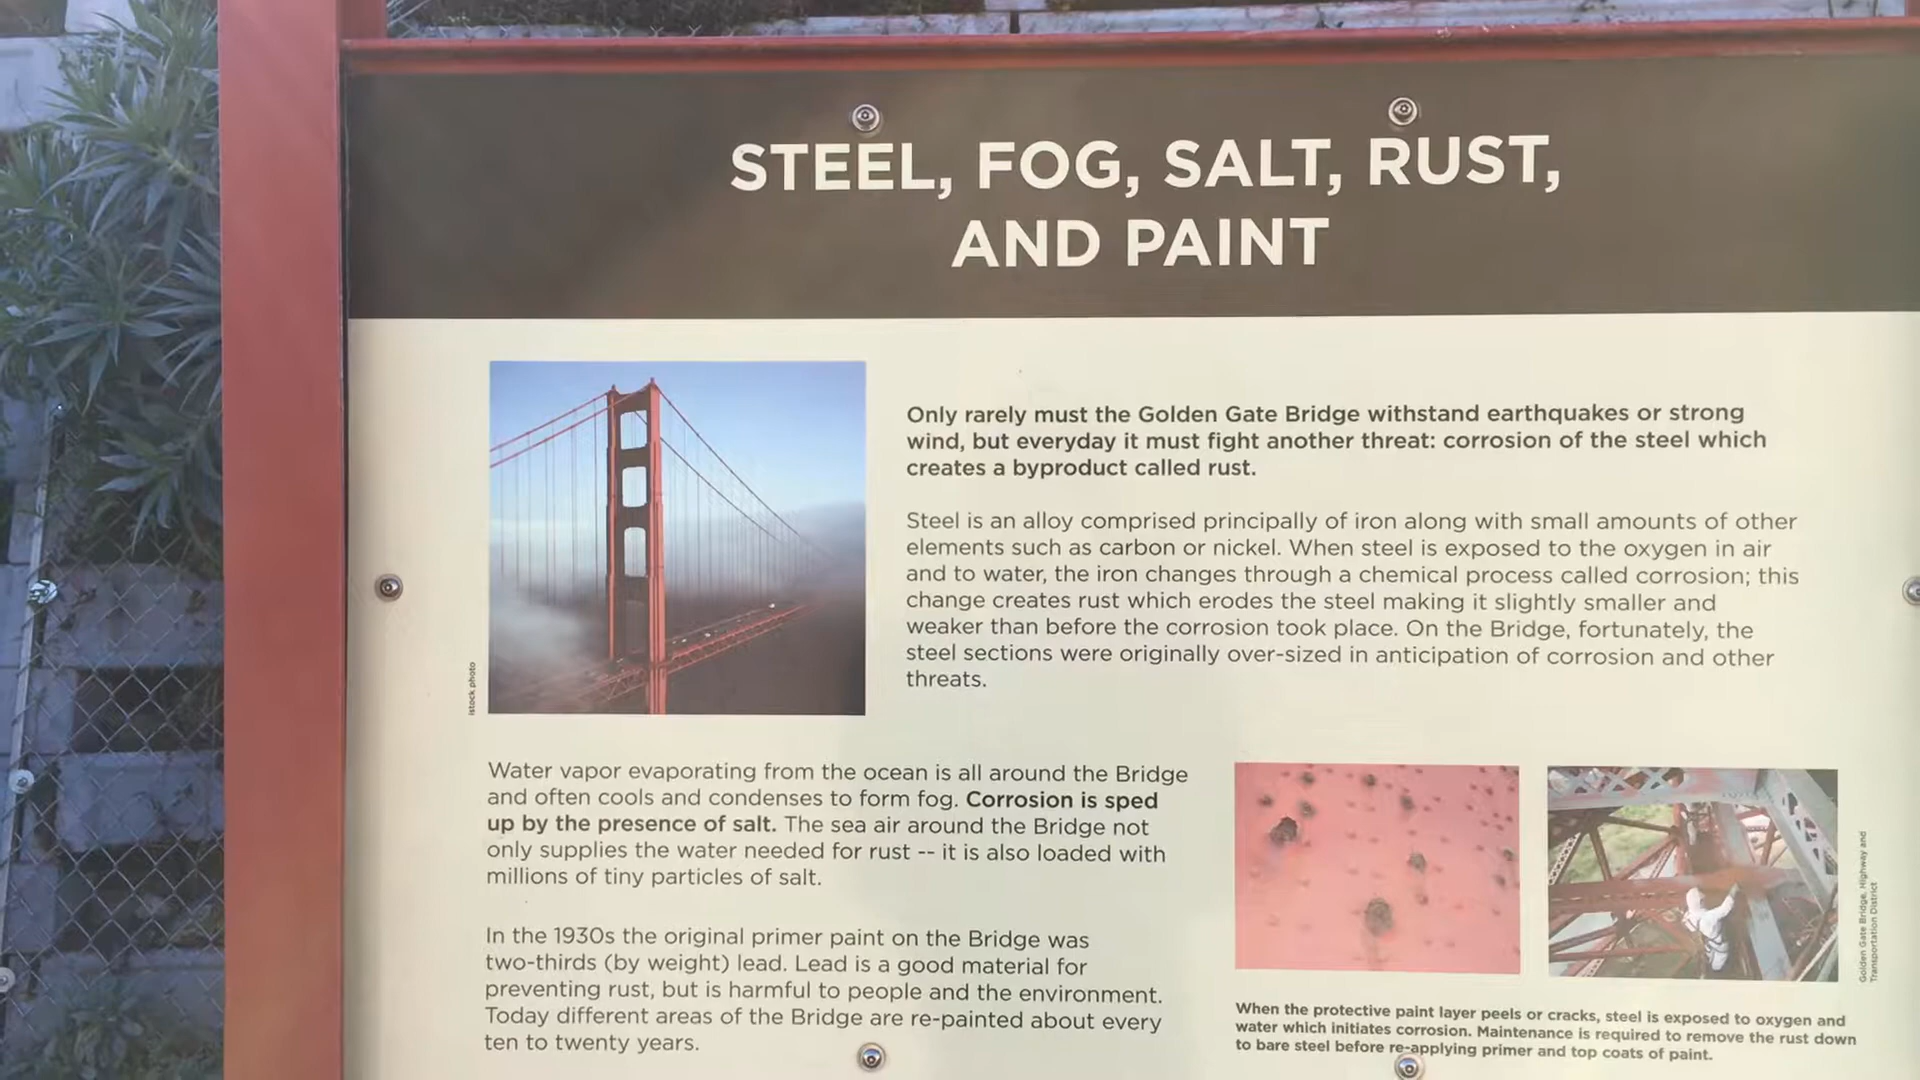 STEEL, FOG, SALT, RUST,
AND PAINT
Only rarely must the Golden Gate Bridge withstand earthquakes or strong
wind, but everyday it must fight another threat: corrosion of the steel which
creates a byproduct called rust.
Steel is an alloy comprised principally of iron along with small amounts of other
elements such as carbon or nickel. When steel is exposed to the oxygen in air
and to water, the iron changes through a chemical process called corrosion; this
change creates rust which erodes the steel making it slightly smaller and
weaker than before the corrosion took place. On the Bridge, fortunately, the
steel sections were originally over-sized in anticipation of corrosion and other
threats.
istock photo
Water vapor evaporating from the ocean is all around the Bridge
and often cools and condenses to form fog. Corrosion is sped
up by the presence of salt. The sea air around the Bridge not
only supplies the water needed for rust -- it is also loaded with
millions of tiny particles of salt.
In the 1930s the original primer paint on the Bridge was
two-thirds (by weight) lead. Lead is a good material for
preventing rust, but is harmful to people and the environment.
Today different areas of the Bridge are re-painted about every
ten to twenty years.
Golden Gate Bridge, Highway and
Transportation District
When the protective paint layer peels or cracks, steel is exposed to oxygen and
water which initiates corrosion. Maintenance is required to remove the rust down
to bare steel before re-applying primer and top coats of paint.